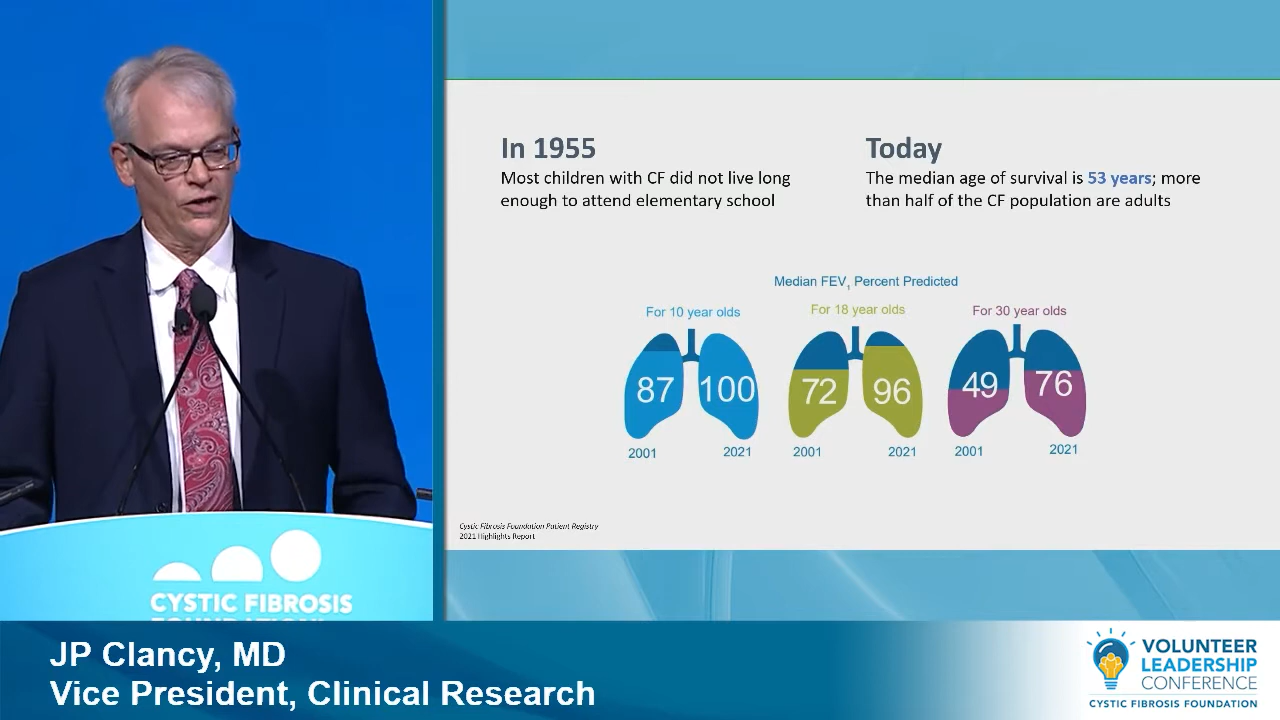 In 1955
Most children with CF did not live long
enough to attend elementary school
Today
The median age of survival is 53 years; more
than half of the CF population are adults
Median FEV, Percent Predicted
For 10 year olds
For 18 year olds
For 30 year olds
87 100
72 96
49 76
2001 2021
2001 2021
2001 2021
Cystic Fibrosis Foundation Patient Registry
2021 Highlights Report
CYSTIC FIBROSIS
FOUNDATION
JP Clancy, MD
Vice President, Clinical Research
VOLUNTEER
LEADERSHIP
CONFERENCE
CYSTIC FIBROSIS FOUNDATION